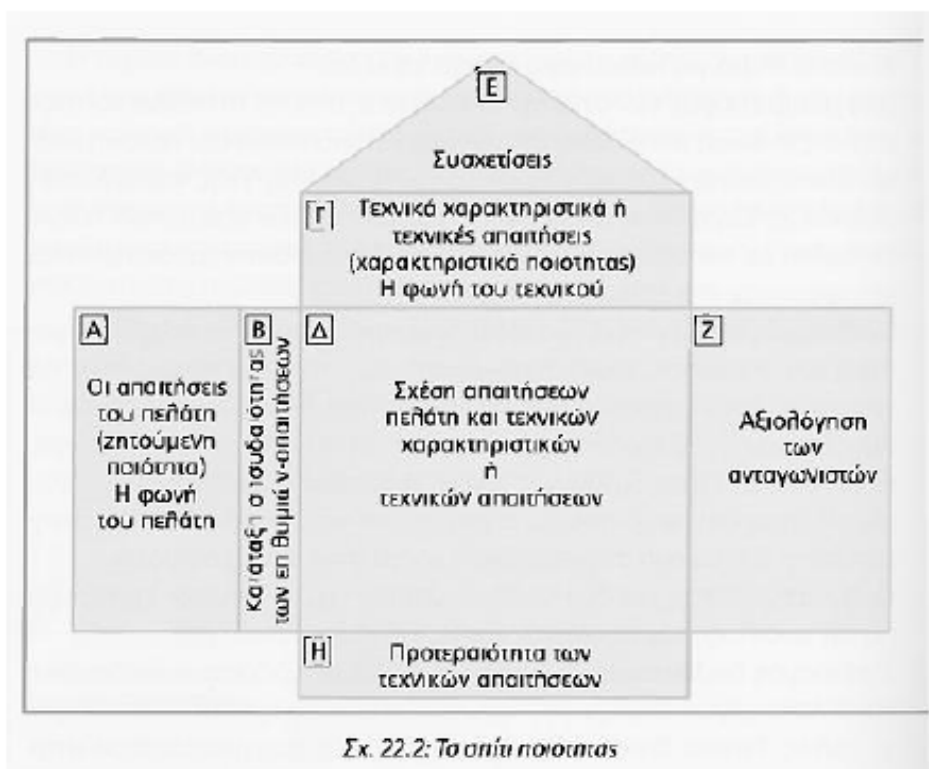 Ε
Συσχετίσεις
Γ
Τεχνικά χαρακτηριστικά ή
τεχνικές απαιτήσεις
(χαρακτηριστικά ποιότητας)
Η φωνή του τεχνικού
Α
Οι απαιτήσεις
του πελάτη
(ζητούμενη
ποιότητα)
Η φωνή
του πελάτη
Β
Κατάταξη σπουδαιότητας
των επιθυμιών-απαιτήσεων
Δ
Σχέση απαιτήσεων
πελάτη και τεχνικών
χαρακτηριστικών
ή
τεχνικών απαιτήσεων
Ζ
Αξιολόγηση
των
ανταγωνιστών
Η
Προτεραιότητα των
τεχνικών απαιτήσεων
Σχ. 22.2: Το σπίτι ποιότητας